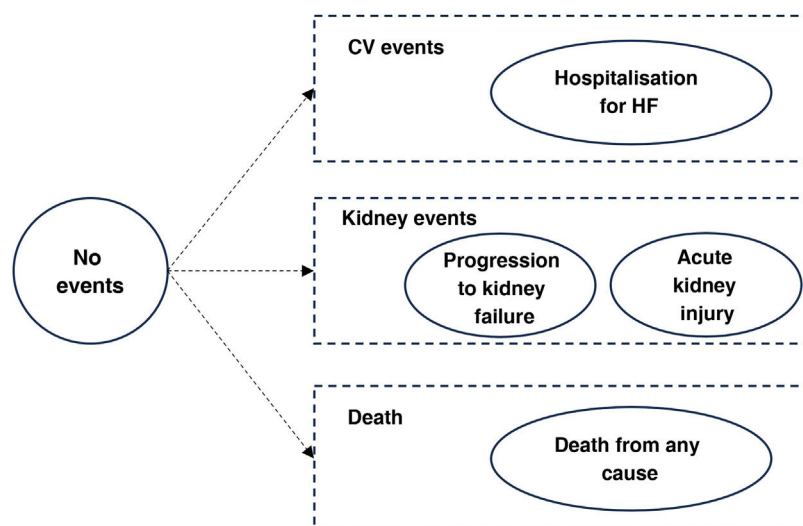 CV events
Hospitalisation
for HF
No
events
Kidney events
Progression
to kidney
failure
Acute
kidney
injury
Death
Death from any
cause